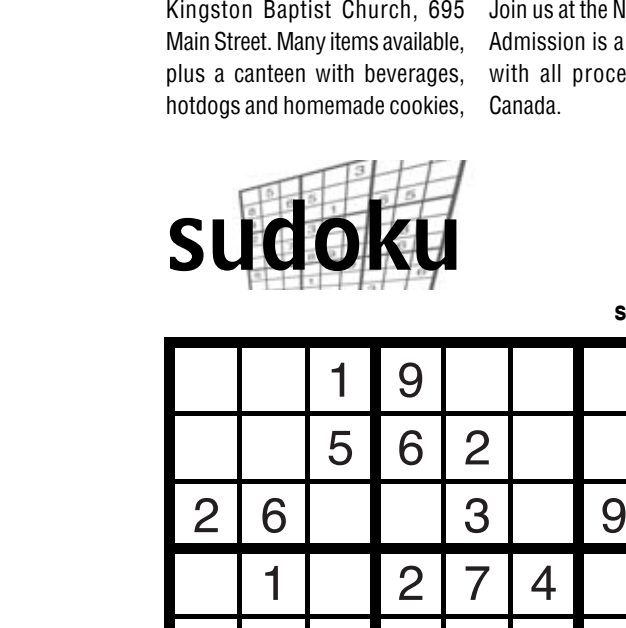 Kingston Baptist Church, 695
Main Street. Many items available,
plus a canteen with beverages,
hotdogs and homemade cookies,
Join us at the N
Admission is a
with all proce
Canada.
sudoku
s
1 9
5 6 2
2 6 3 9
1 2 7 4